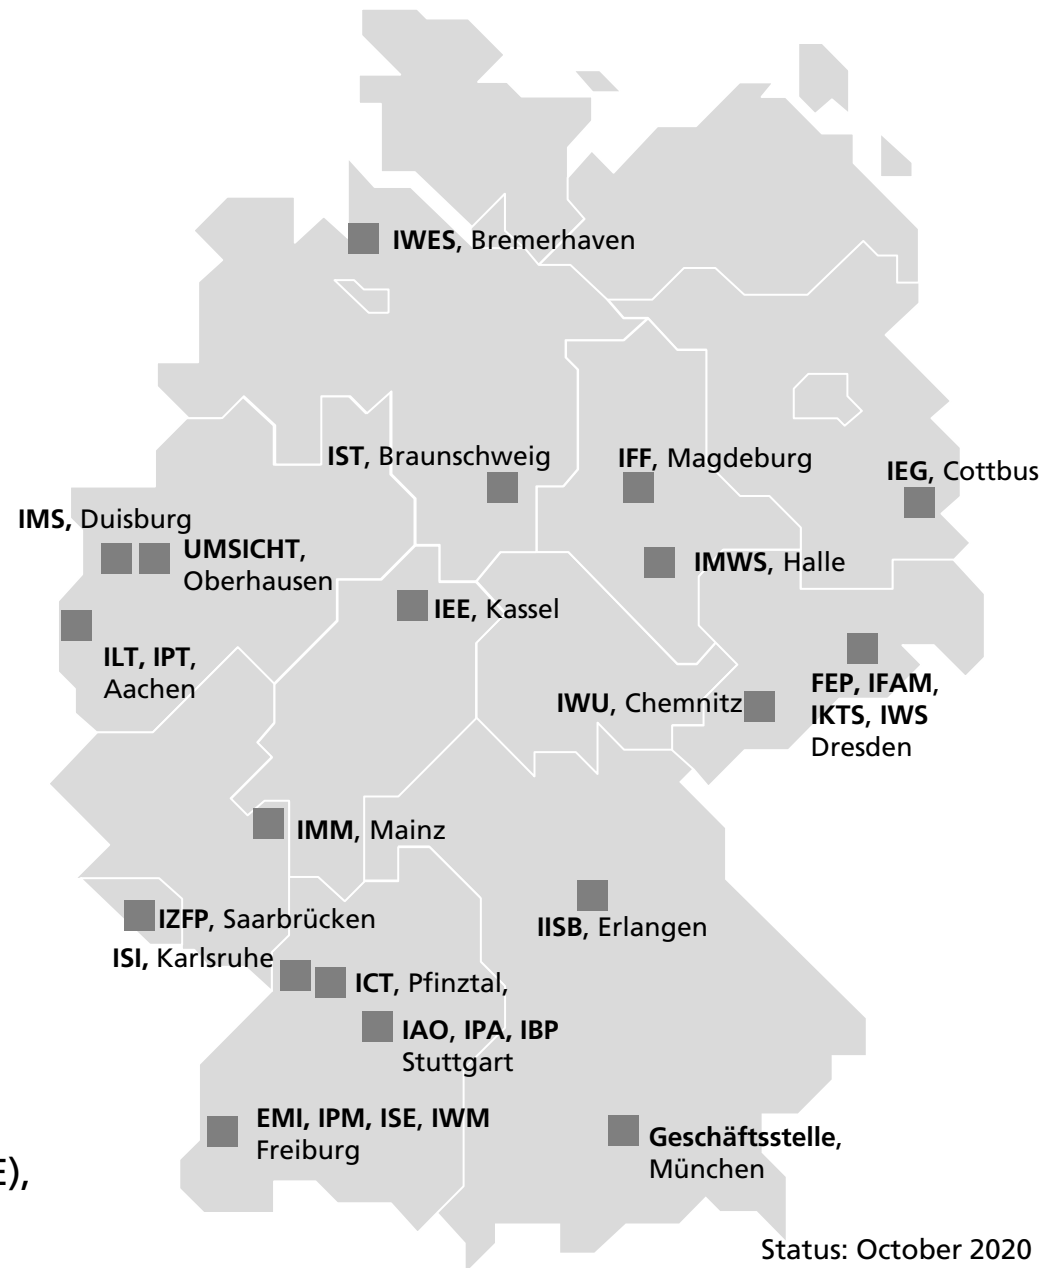 IWES, Bremerhaven
IST, Braunschweig
IFF, Magdeburg
IEG, Cottbus
IMS, Duisburg
UMSICHT,
Oberhausen
IMWS, Halle
IEE, Kassel
ILT, IPT,
Aachen
FEP, IFAM,
IKTS, IWS
Dresden
IWU, Chemnitz
IMM, Mainz
IZFP, Saarbrücken
IISB, Erlangen
ISI, Karlsruhe
ICT, Pfinztal,
IAO, IPA, IBP
Stuttgart
EMI, IPM, ISE, IWM
Freiburg
Geschäftsstelle,
München
E),
Status: October 2020